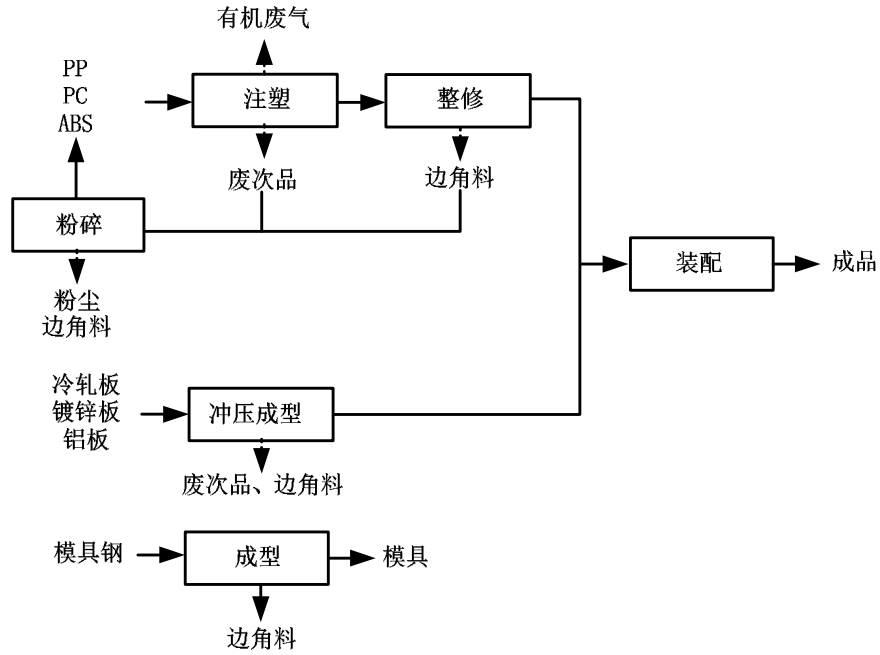 有机废气
PP
PC
ABS
注塑
整修
废次品
边角料
粉碎
装配
成品
粉尘
边角料
冷轧板
镀锌板
铝板
冲压成型
废次品、边角料
模具钢
成型
模具
边角料